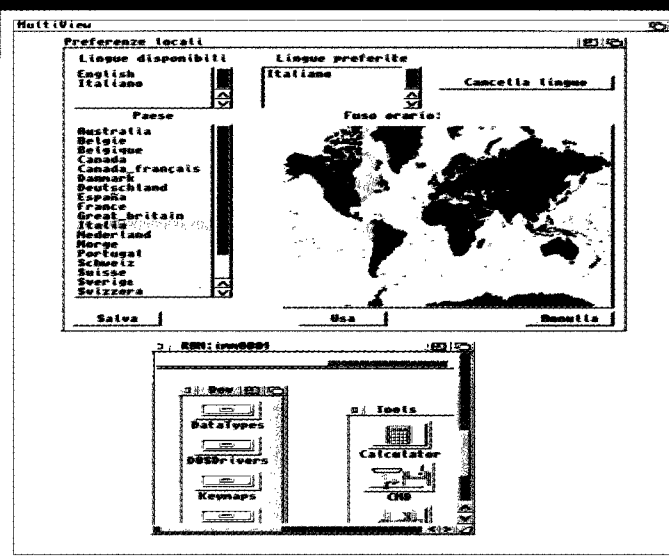 MultiView
Preferenze locali
Lingue disponibili
English
Italiano
Lingue preferite
Italiano
Cancella lingue
Paese
Australia
Belgie
Belgique
Canada
Canada_français
Danmark
Deutschland
España
France
Great_britain
Italia
Nederland
Norge
Portugal
Schweiz
Suisse
Sverige
Svizzera
Fuso orario:
Salva
Usa
Annulla
RAM:
Dev
DataTypes
DOSDrivers
Keymaps
Tools
Calculator
CMD